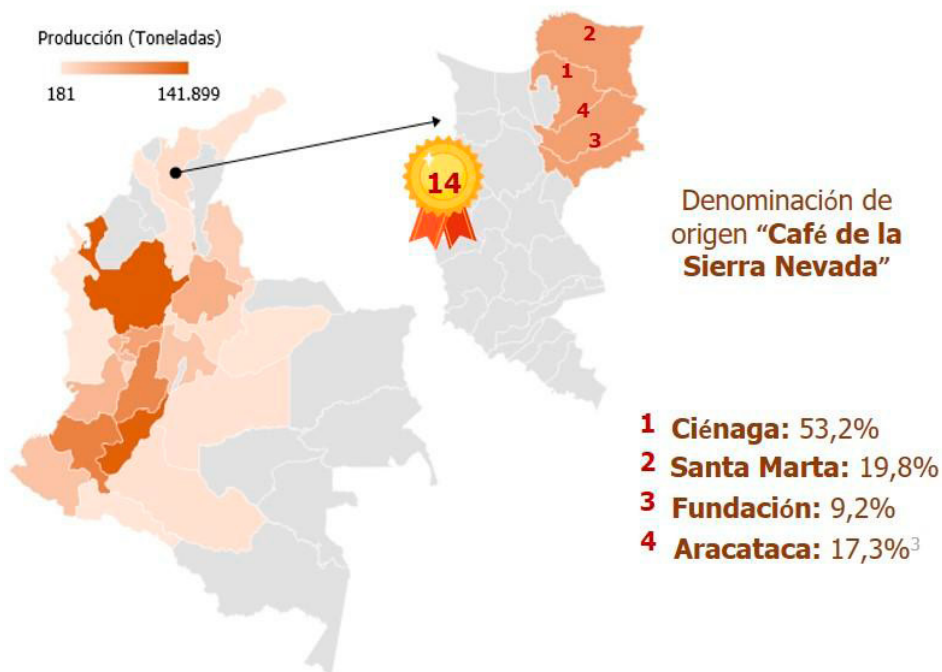 Producción (Toneladas)
181 141.899
2
1
4
3
14
Denominación de
origen “Café de la
Sierra Nevada”
1 Ciénaga: 53,2%
2 Santa Marta: 19,8%
3 Fundación: 9,2%
4 Aracataca: 17,3%3